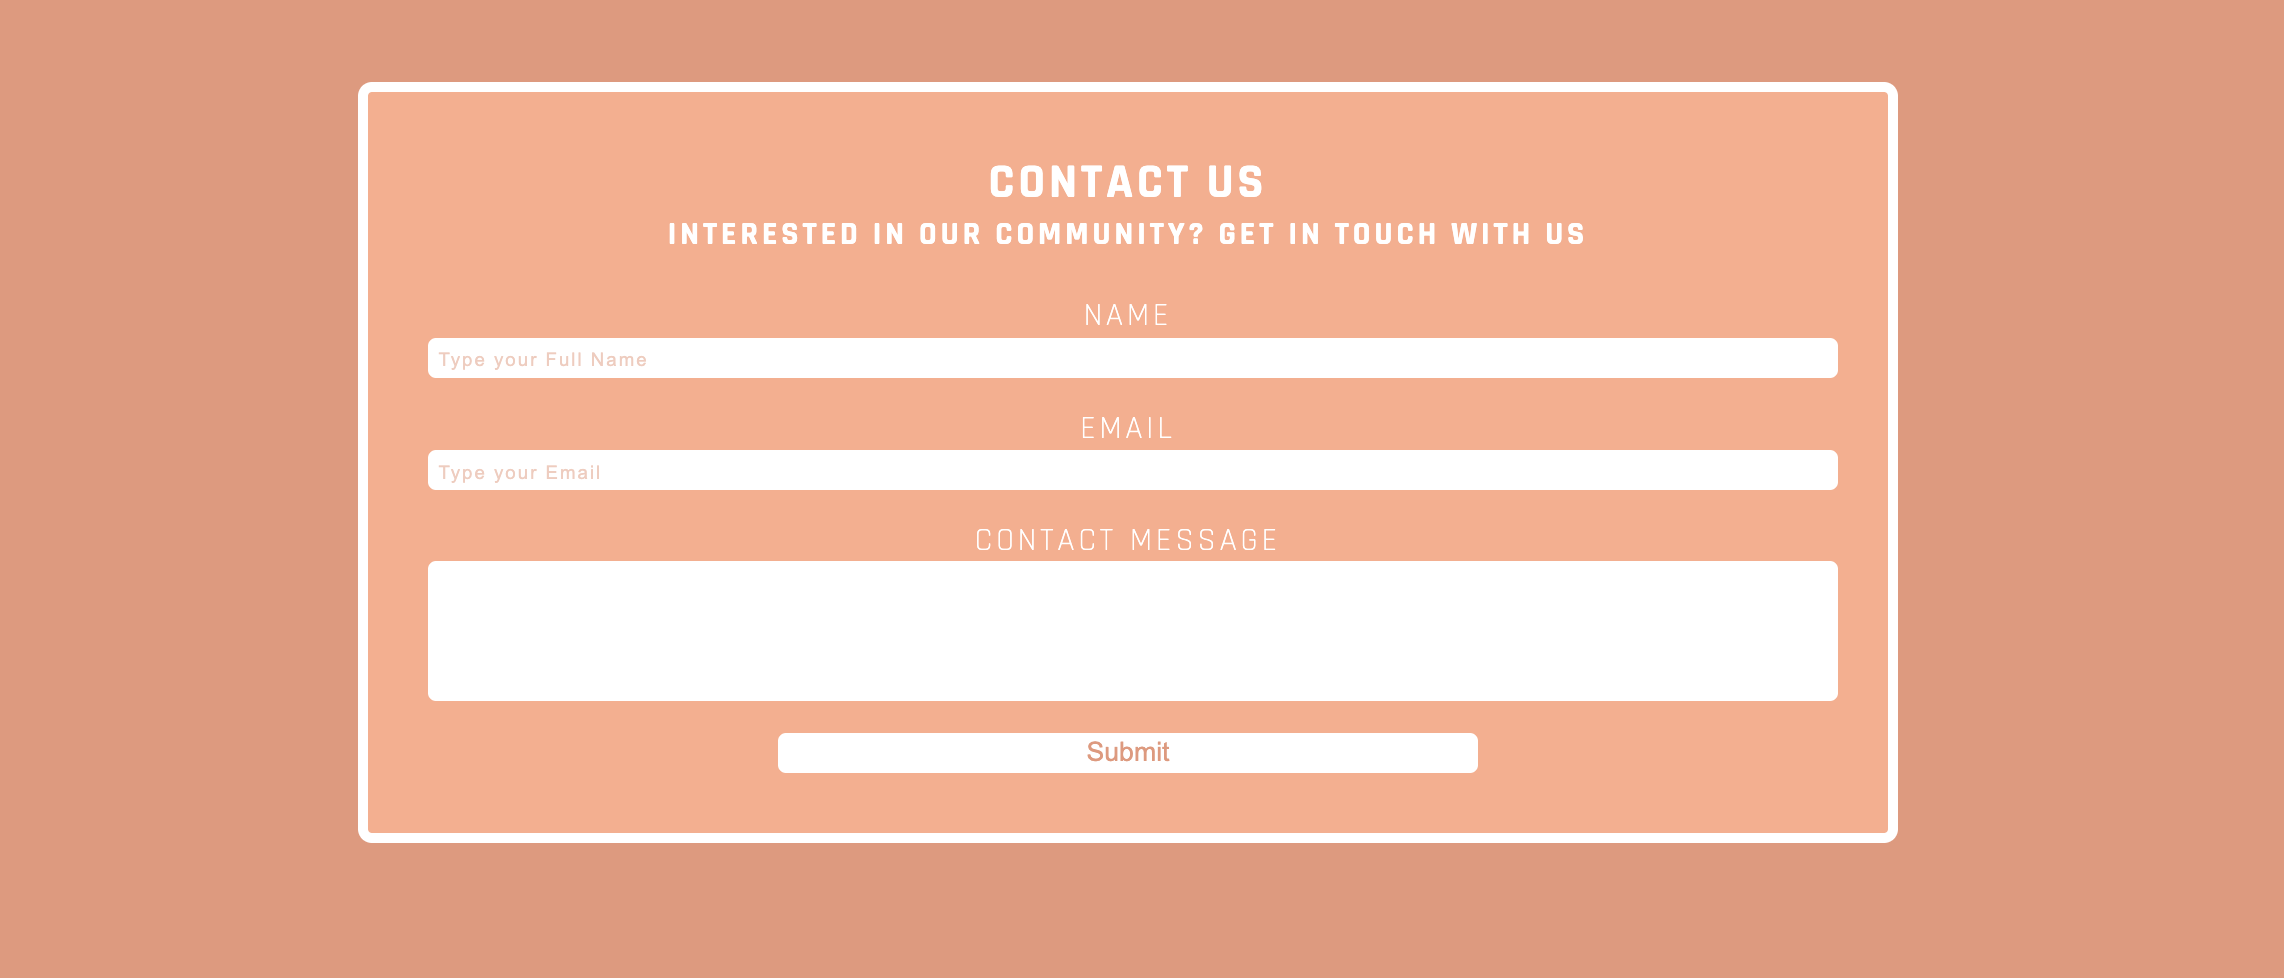 CONTACT US
INTERESTED IN OUR COMMUNITY? GET IN TOUCH WITH US
NAME
Type your Full Name
EMAIL
Type your Email
CONTACT MESSAGE
Submit